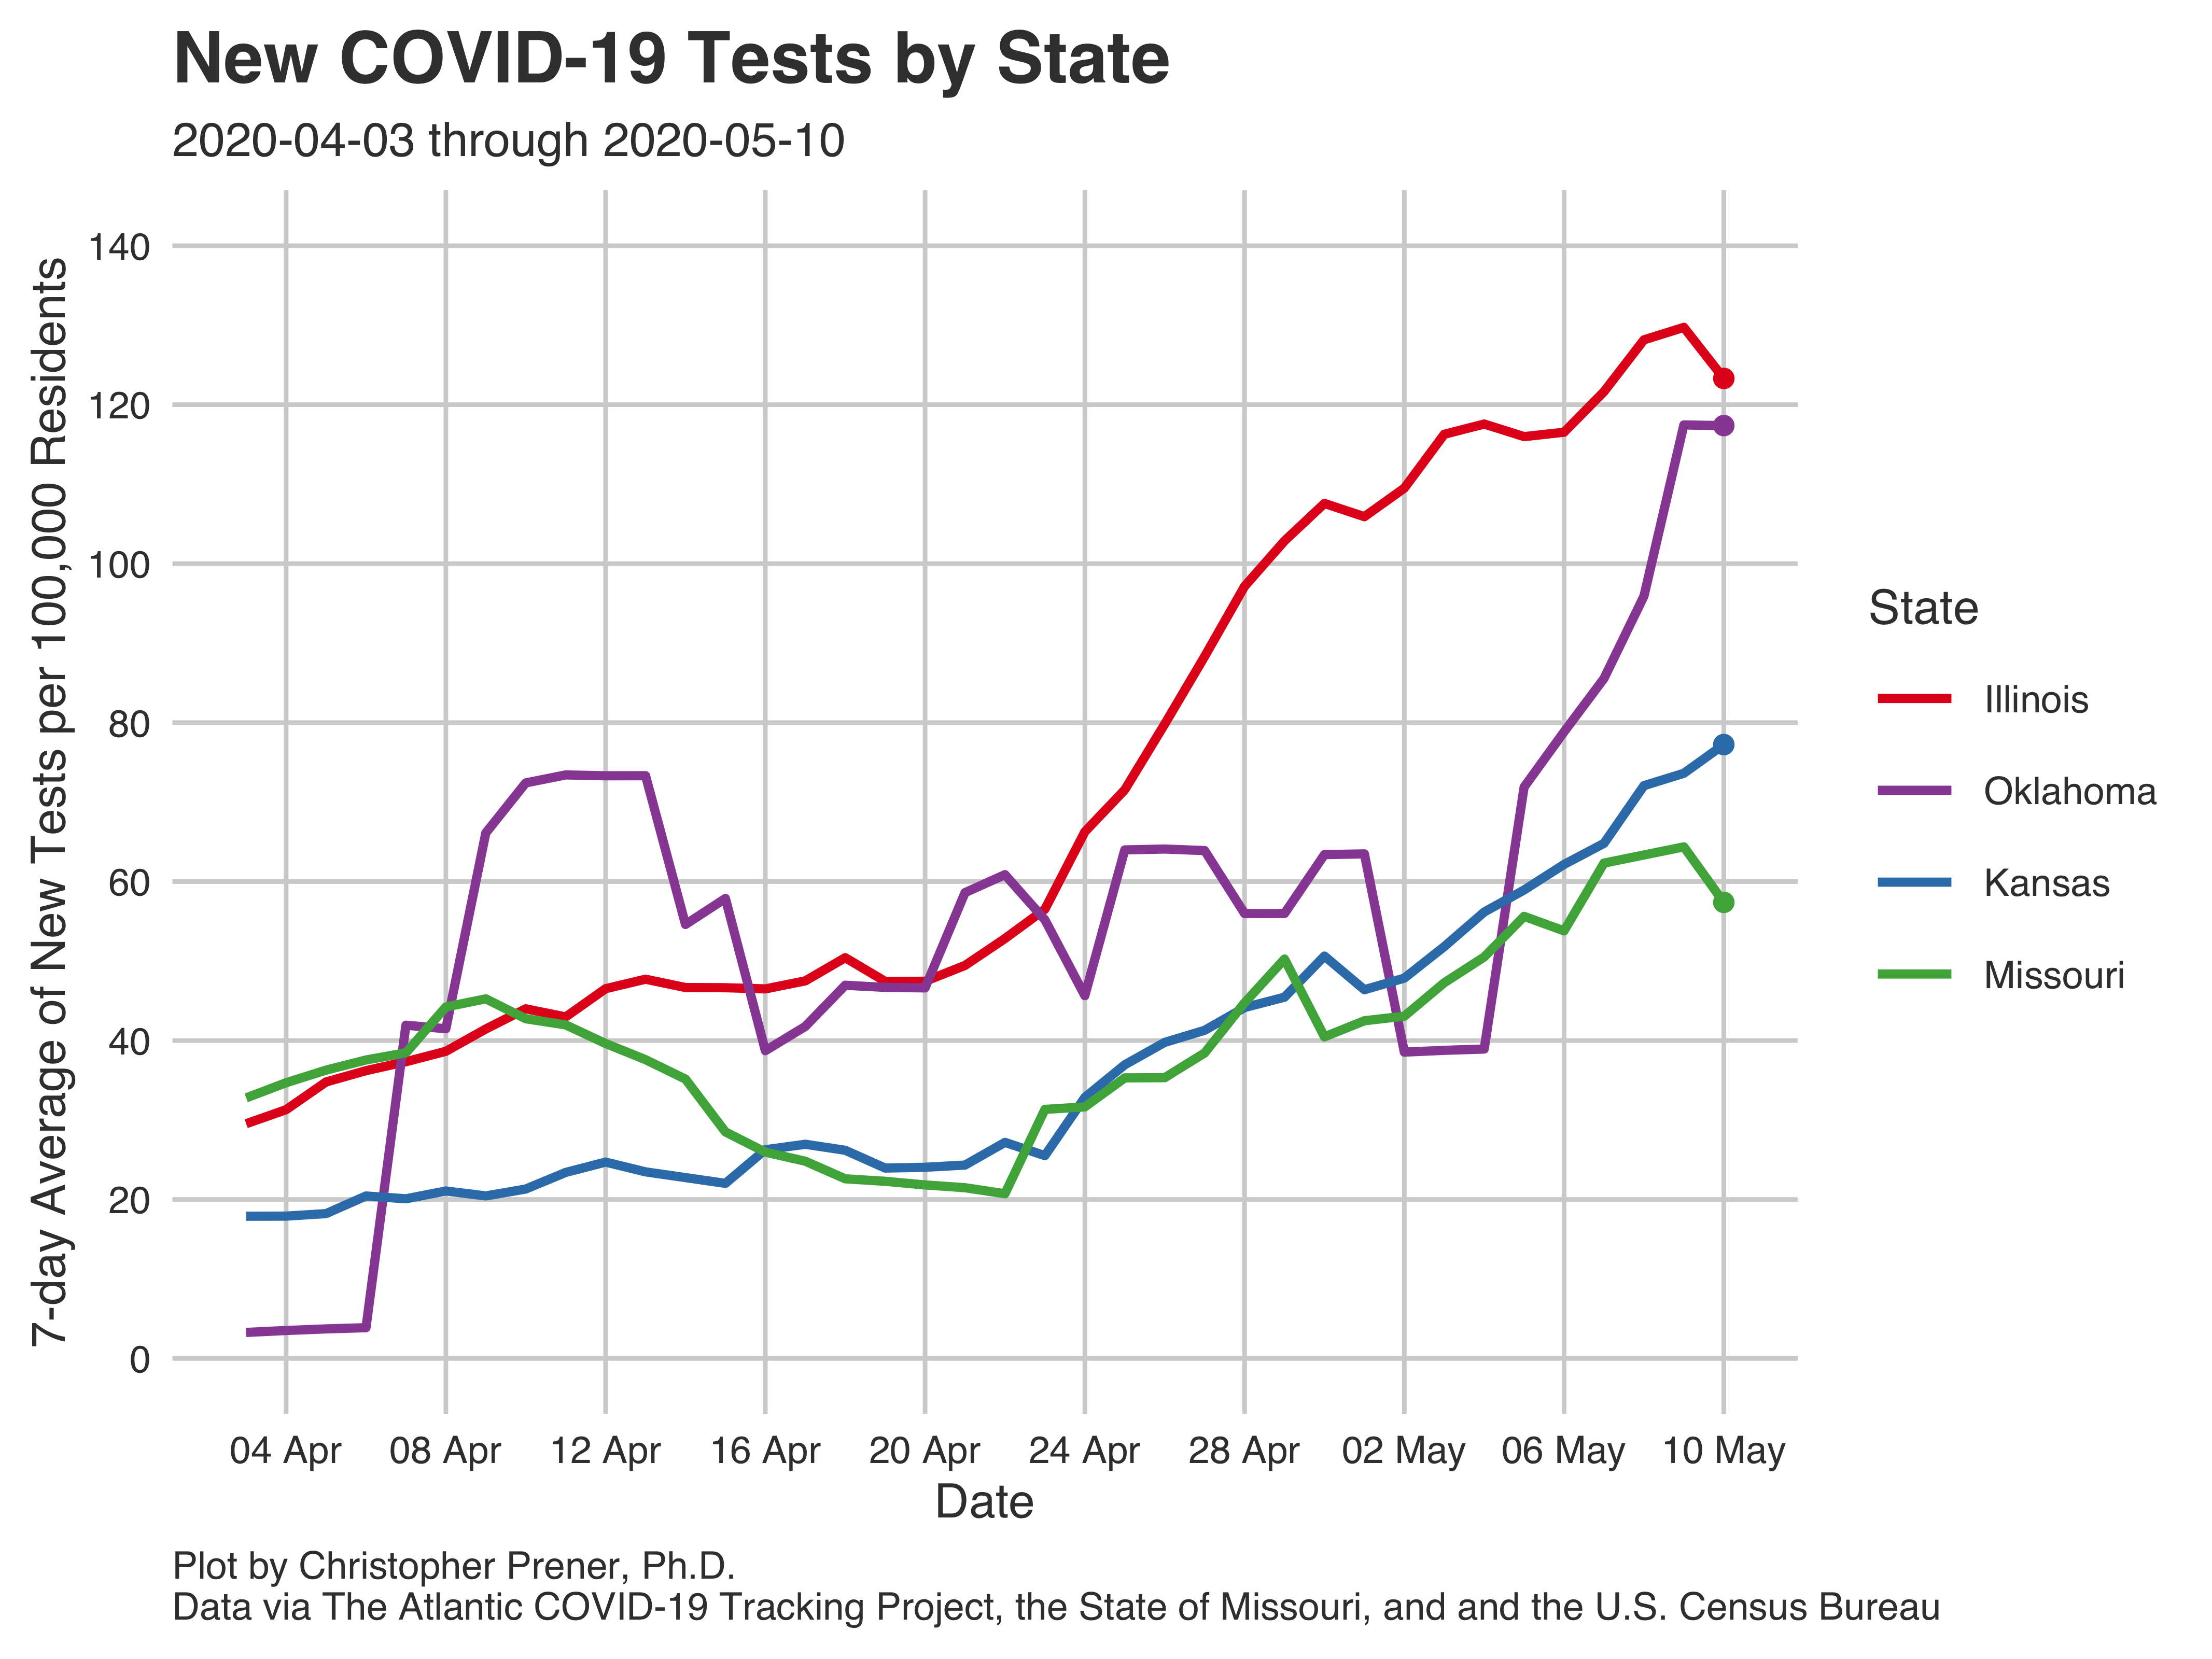 New COVID-19 Tests by State
2020-04-03 through 2020-05-10
7-day Average of New Tests per 100,000 Residents
140
120
100
80
60
40
20
0
04 Apr 08 Apr 12 Apr 16 Apr 20 Apr 24 Apr 28 Apr 02 May 06 May 10 May
Date
State
Illinois
Oklahoma
Kansas
Missouri
Plot by Christopher Prener, Ph.D.
Data via The Atlantic COVID-19 Tracking Project, the State of Missouri, and and the U.S. Census Bureau